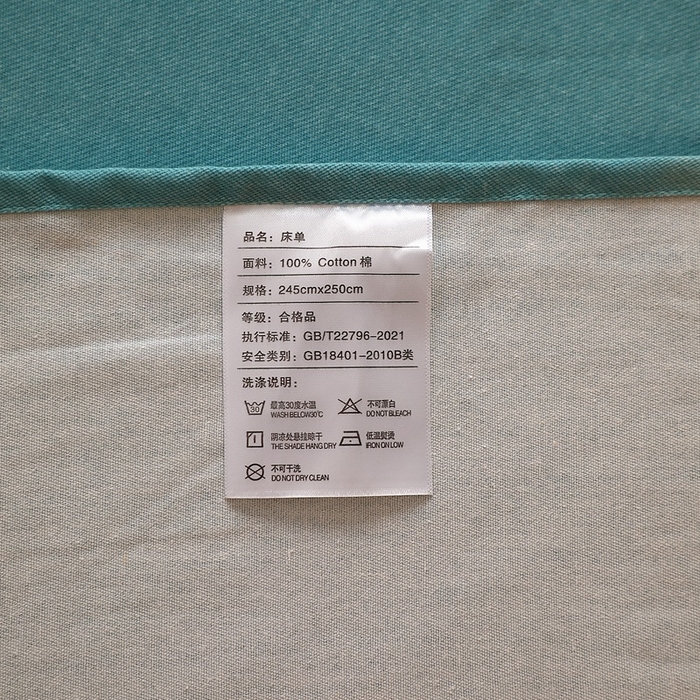 品名：床单
面料：100% Cotton 棉
规格：245cmx250cm
等级：合格品
执行标准：GB/T22796-2021
安全类别：GB18401-2010B类
洗涤说明：
30 最高30度水温 不可漂白
WASH BELOW30℃ DO NOT BLEACH
阴凉处悬挂晾干 低温熨烫
THE SHADE HANG DRY IRON ON LOW
不可干洗
DO NOT DRY CLEAN